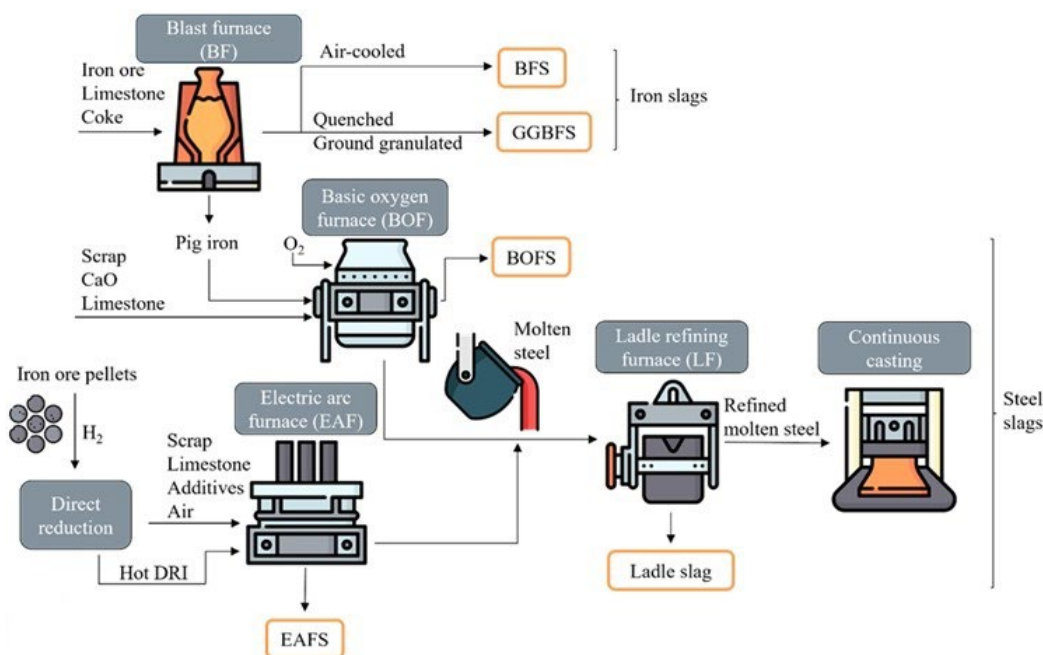 Blast furnace
(BF)
Iron ore
Limestone
Coke
Air-cooled
BFS
Quenched
Ground granulated
GGBFS
Iron slags
Pig iron
Basic oxygen
furnace (BOF)
O2
BOFS
Scrap
CaO
Limestone
Molten
steel
Ladle refining
furnace (LF)
Continuous
casting
Iron ore pellets
H2
Electric arc
furnace (EAF)
Scrap
Limestone
Additives
Air
Direct
reduction
Hot DRI
Refined
molten steel
Steel
slags
Ladle slag
EAFS